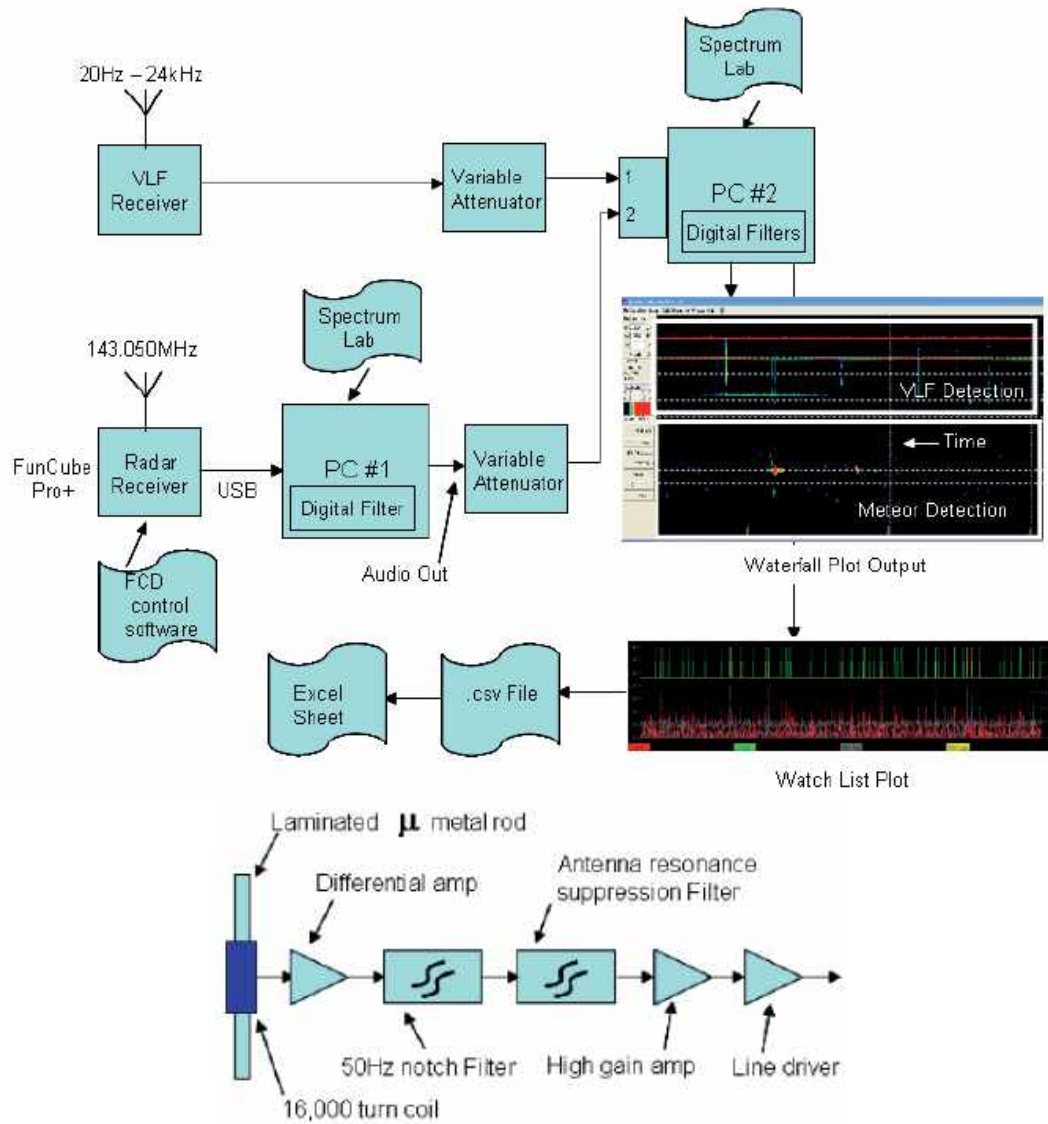 Spectrum
Lab
20Hz – 24kHz
VLF
Receiver
Variable
Attenuator
1
2
PC #2
Digital Filters
Spectrum
Lab
143.050MHz
FunCube
Pro+
Radar
Receiver
USB
PC #1
Digital Filter
Variable
Attenuator
Audio Out
FCD
control
software
VLF Detection
Time
Meteor Detection
Waterfall Plot Output
Excel
Sheet
.csv File
Watch List Plot
Laminated μ metal rod
Differential amp
Antenna resonance
suppression Filter
50Hz notch Filter
High gain amp
Line driver
16,000 turn coil